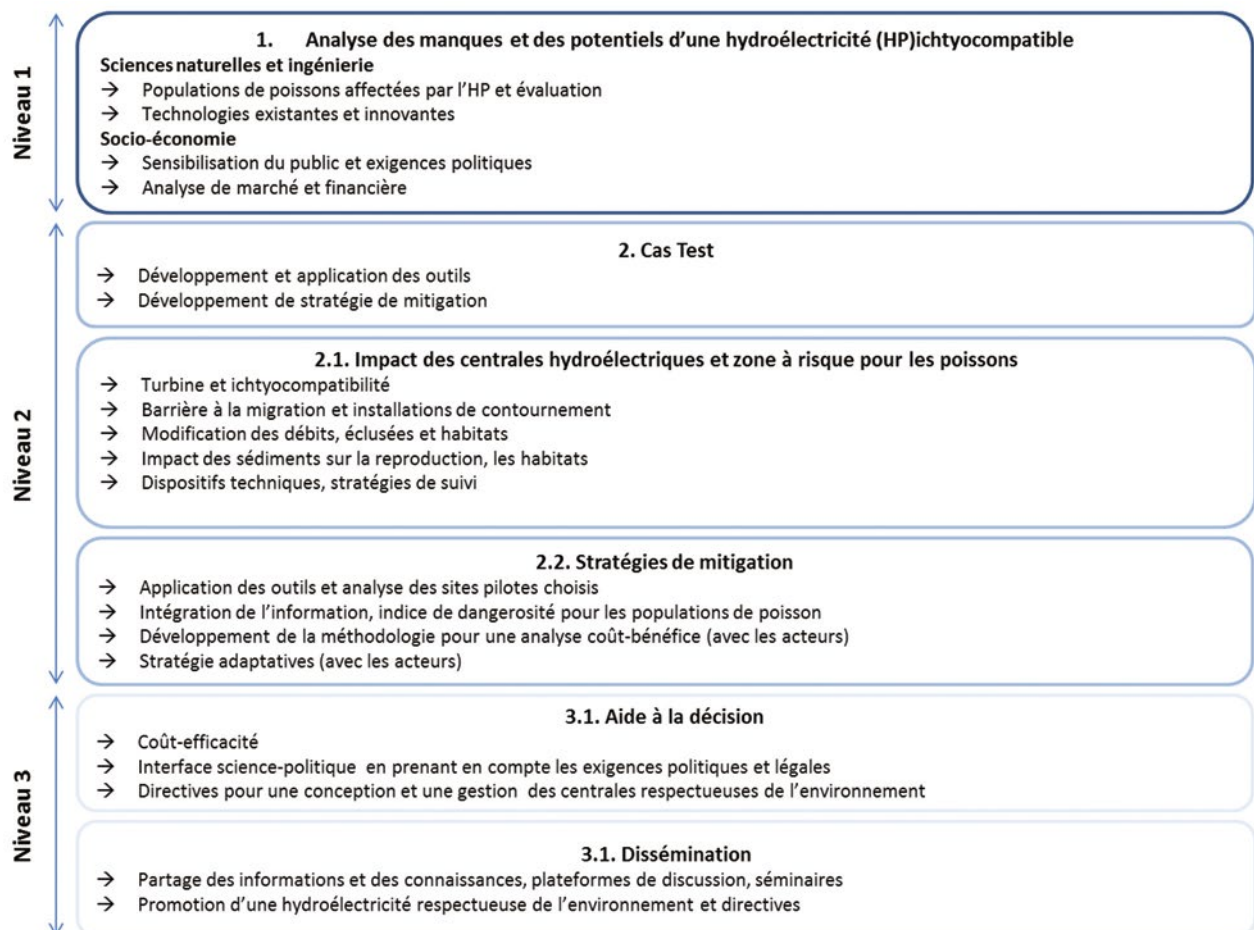 Niveau 1
1. Analyse des manques et des potentiels d’une hydroélectricité (HP)ichtyocompatible
Sciences naturelles et ingénierie
→ Populations de poissons affectées par l’HP et évaluation
→ Technologies existantes et innovantes
Socio-économie
→ Sensibilisation du public et exigences politiques
→ Analyse de marché et financière
Niveau 2
2. Cas Test
→ Développement et application des outils
→ Développement de stratégie de mitigation
2.1. Impact des centrales hydroélectriques et zone à risque pour les poissons
→ Turbine et ichtyocompatibilité
→ Barrière à la migration et installations de contournement
→ Modification des débits, éclusées et habitats
→ Impact des sédiments sur la reproduction, les habitats
→ Dispositifs techniques, stratégies de suivi
2.2. Stratégies de mitigation
→ Application des outils et analyse des sites pilotes choisis
→ Intégration de l’information, indice de dangerosité pour les populations de poisson
→ Développement de la méthodologie pour une analyse coût-bénéfice (avec les acteurs)
→ Stratégie adaptatives (avec les acteurs)
Niveau 3
3.1. Aide à la décision
→ Coût-efficacité
→ Interface science-politique en prenant en compte les exigences politiques et légales
→ Directives pour une conception et une gestion des centrales respectueuses de l’environnement
3.1. Dissémination
→ Partage des informations et des connaissances, plateformes de discussion, séminaires
→ Promotion d’une hydroélectricité respectueuse de l’environnement et directives